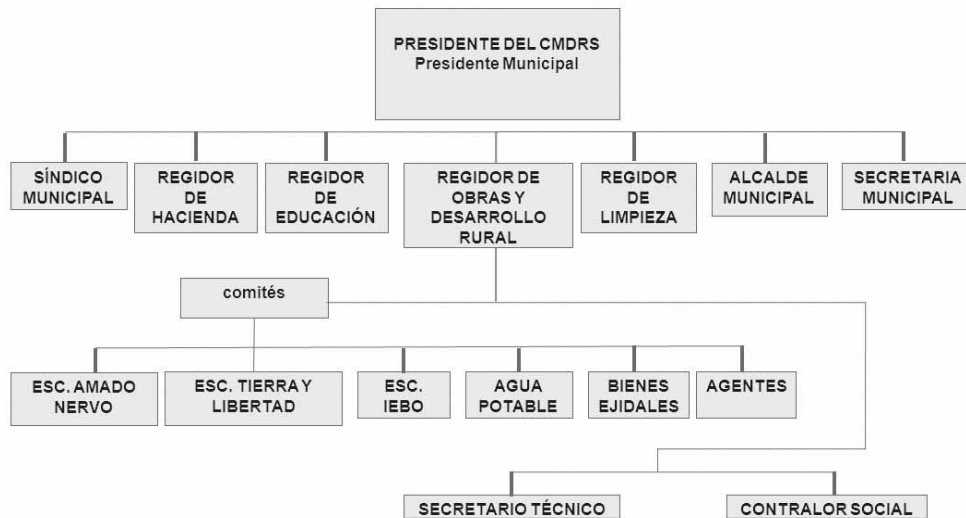 PRESIDENTE DEL CMDRS
Presidente Municipal
SÍNDICO
MUNICIPAL
REGIDOR
DE
HACIENDA
REGIDOR
DE
EDUCACIÓN
REGIDOR DE
OBRAS Y
DESARROLLO
RURAL
REGIDOR
DE
LIMPIEZA
ALCALDE
MUNICIPAL
SECRETARIA
MUNICIPAL
comités
ESC. AMADO
NERVO
ESC. TIERRA Y
LIBERTAD
ESC.
IEBO
AGUA
POTABLE
BIENES
EJIDALES
AGENTES
SECRETARIO TÉCNICO
CONTRALOR SOCIAL